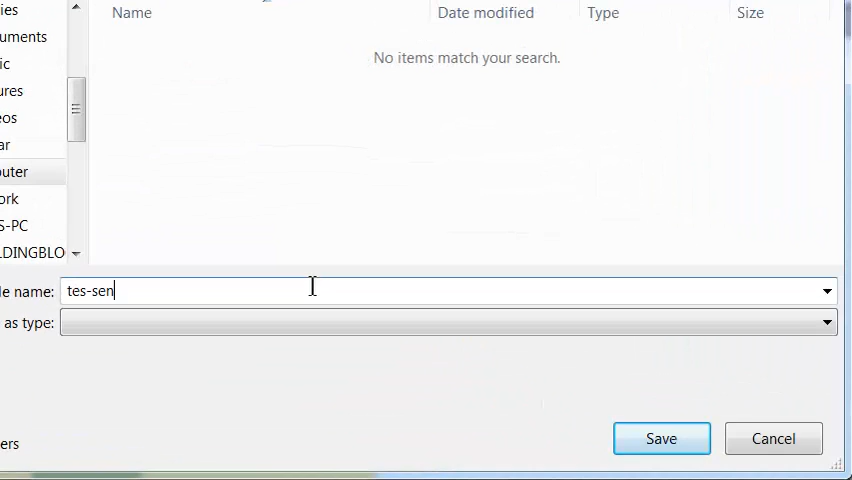 Name Date modified Type Size
No items match your search.
ies
uments
ic
ures
eos
ar
outer
ork
S-PC
LDINGBLO
le name: tes-sen
as type:
ers Save Cancel